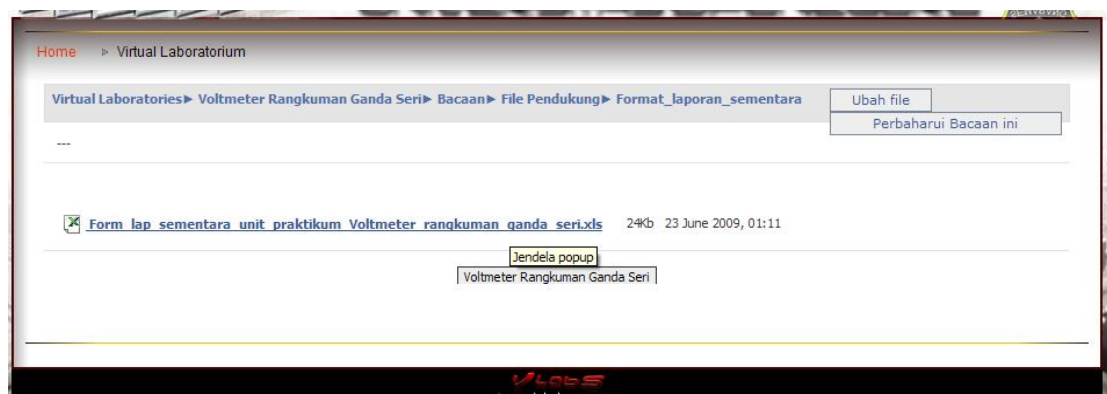 Home ▹ Virtual Laboratorium
Virtual Laboratories► Voltmeter Rangkuman Ganda Seri► Bacaan► File Pendukung► Format_laporan_sementara
Ubah file
Perbaharui Bacaan ini
---
Form_lap_sementara_unit_praktikum_Voltmeter_rangkuman_ganda_seri.xls 24Kb 23 June 2009, 01:11
Jendela popup
Voltmeter Rangkuman Ganda Seri
VLabS